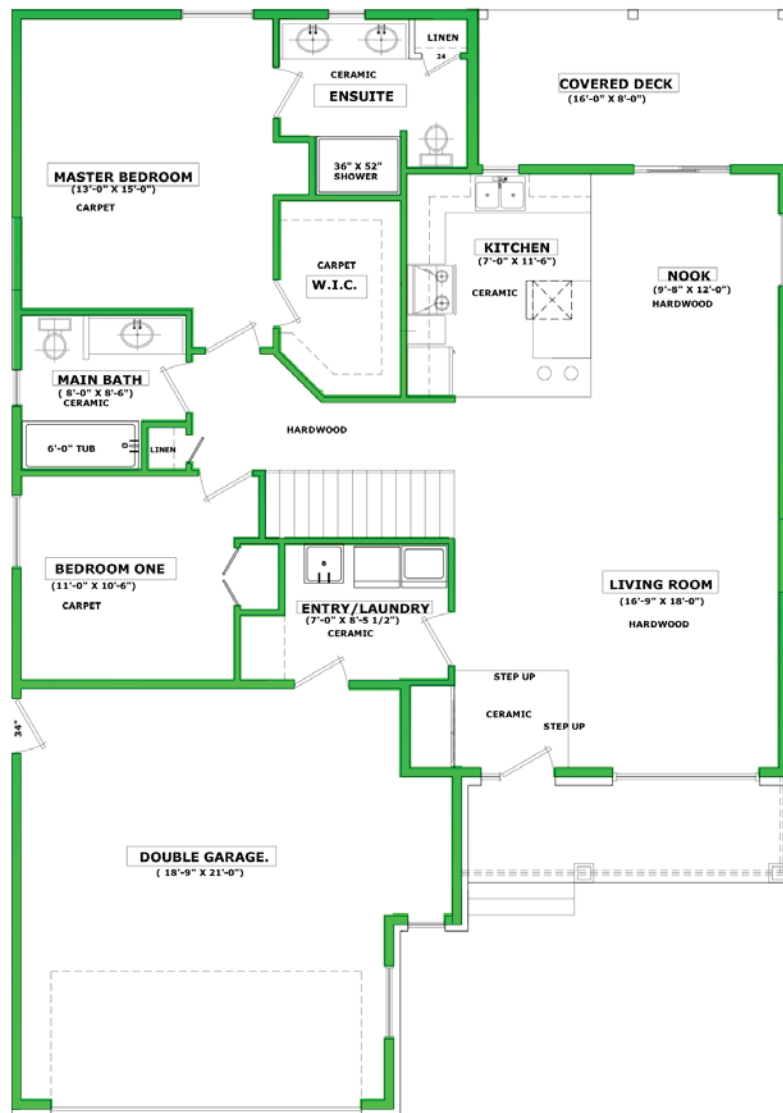 LINEN
24
CERAMIC
ENSUITE
COVERED DECK
(16'-0" X 8'-0")
36" X 52"
SHOWER
MASTER BEDROOM
(13'-0" X 15'-0")
CARPET
KITCHEN
(7'-0" X 11'-6")
CERAMIC
CARPET
W.I.C.
NOOK
(9'-8" X 12'-0")
HARDWOOD
MAIN BATH
( 8'-0" X 8'-6")
CERAMIC
6'-0" TUB
LINEN
HARDWOOD
BEDROOM ONE
(11'-0" X 10'-6")
CARPET
ENTRY/LAUNDRY
(7'-0" X 8'-5 1/2")
CERAMIC
LIVING ROOM
(16'-9" X 18'-0")
HARDWOOD
STEP UP
CERAMIC
STEP UP
34"
DOUBLE GARAGE.
( 18'-9" X 21'-0")